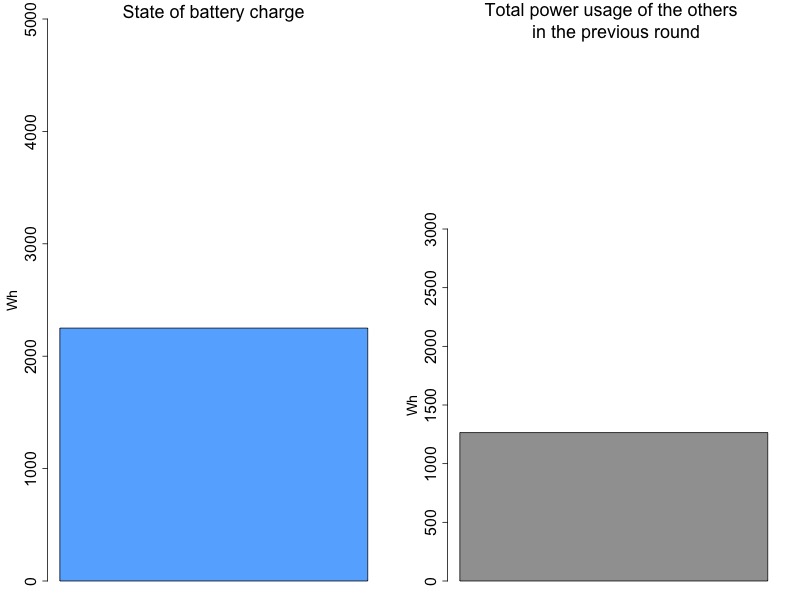 State of battery charge
5000
4000
3000
2000
1000
0
Wh
Total power usage of the others
in the previous round
3000
2500
2000
1500
1000
500
0
Wh